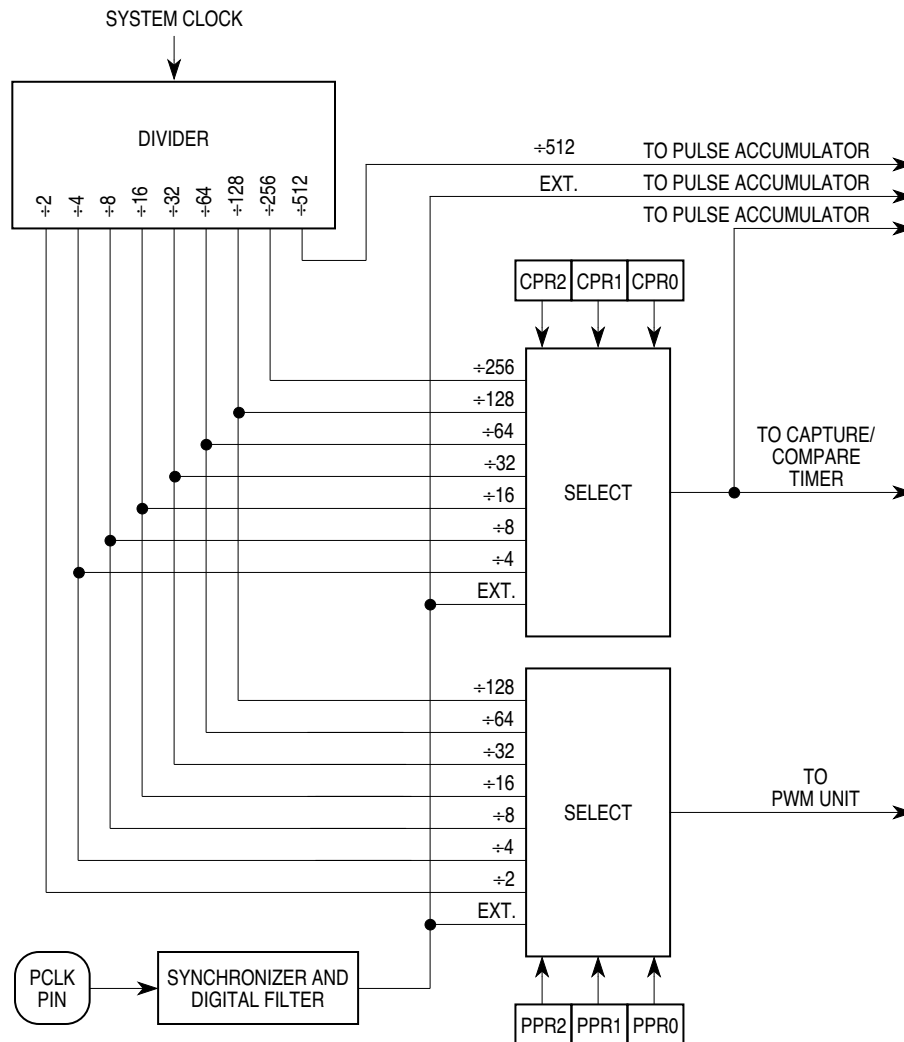 SYSTEM CLOCK
DIVIDER
÷2
÷4
÷8
÷16
÷32
÷64
÷128
÷256
÷512
÷512
TO PULSE ACCUMULATOR
EXT.
TO PULSE ACCUMULATOR
TO PULSE ACCUMULATOR
CPR2
CPR1
CPR0
÷256
÷128
÷64
÷32
÷16
÷8
÷4
EXT.
SELECT
TO CAPTURE/
COMPARE
TIMER
÷128
÷64
÷32
÷16
÷8
÷4
÷2
EXT.
SELECT
TO
PWM UNIT
PCLK
PIN
SYNCHRONIZER AND
DIGITAL FILTER
PPR2
PPR1
PPR0